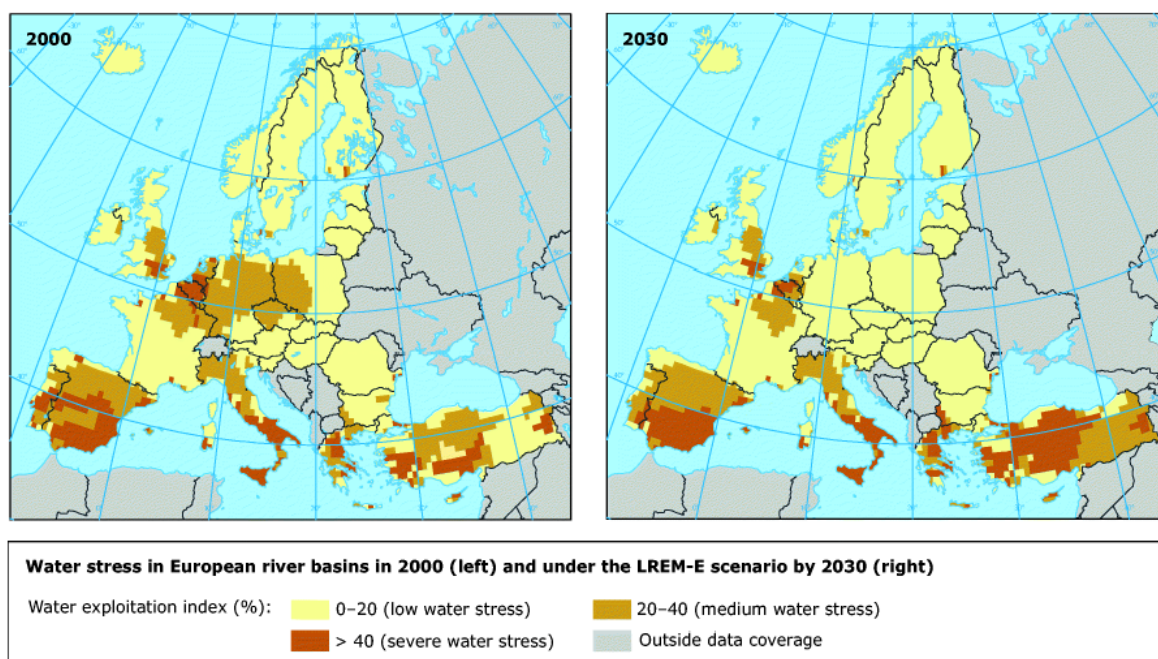 2000
2030
Water stress in European river basins in 2000 (left) and under the LREM-E scenario by 2030 (right)
Water exploitation index (%):
0–20 (low water stress)
20–40 (medium water stress)
> 40 (severe water stress)
Outside data coverage